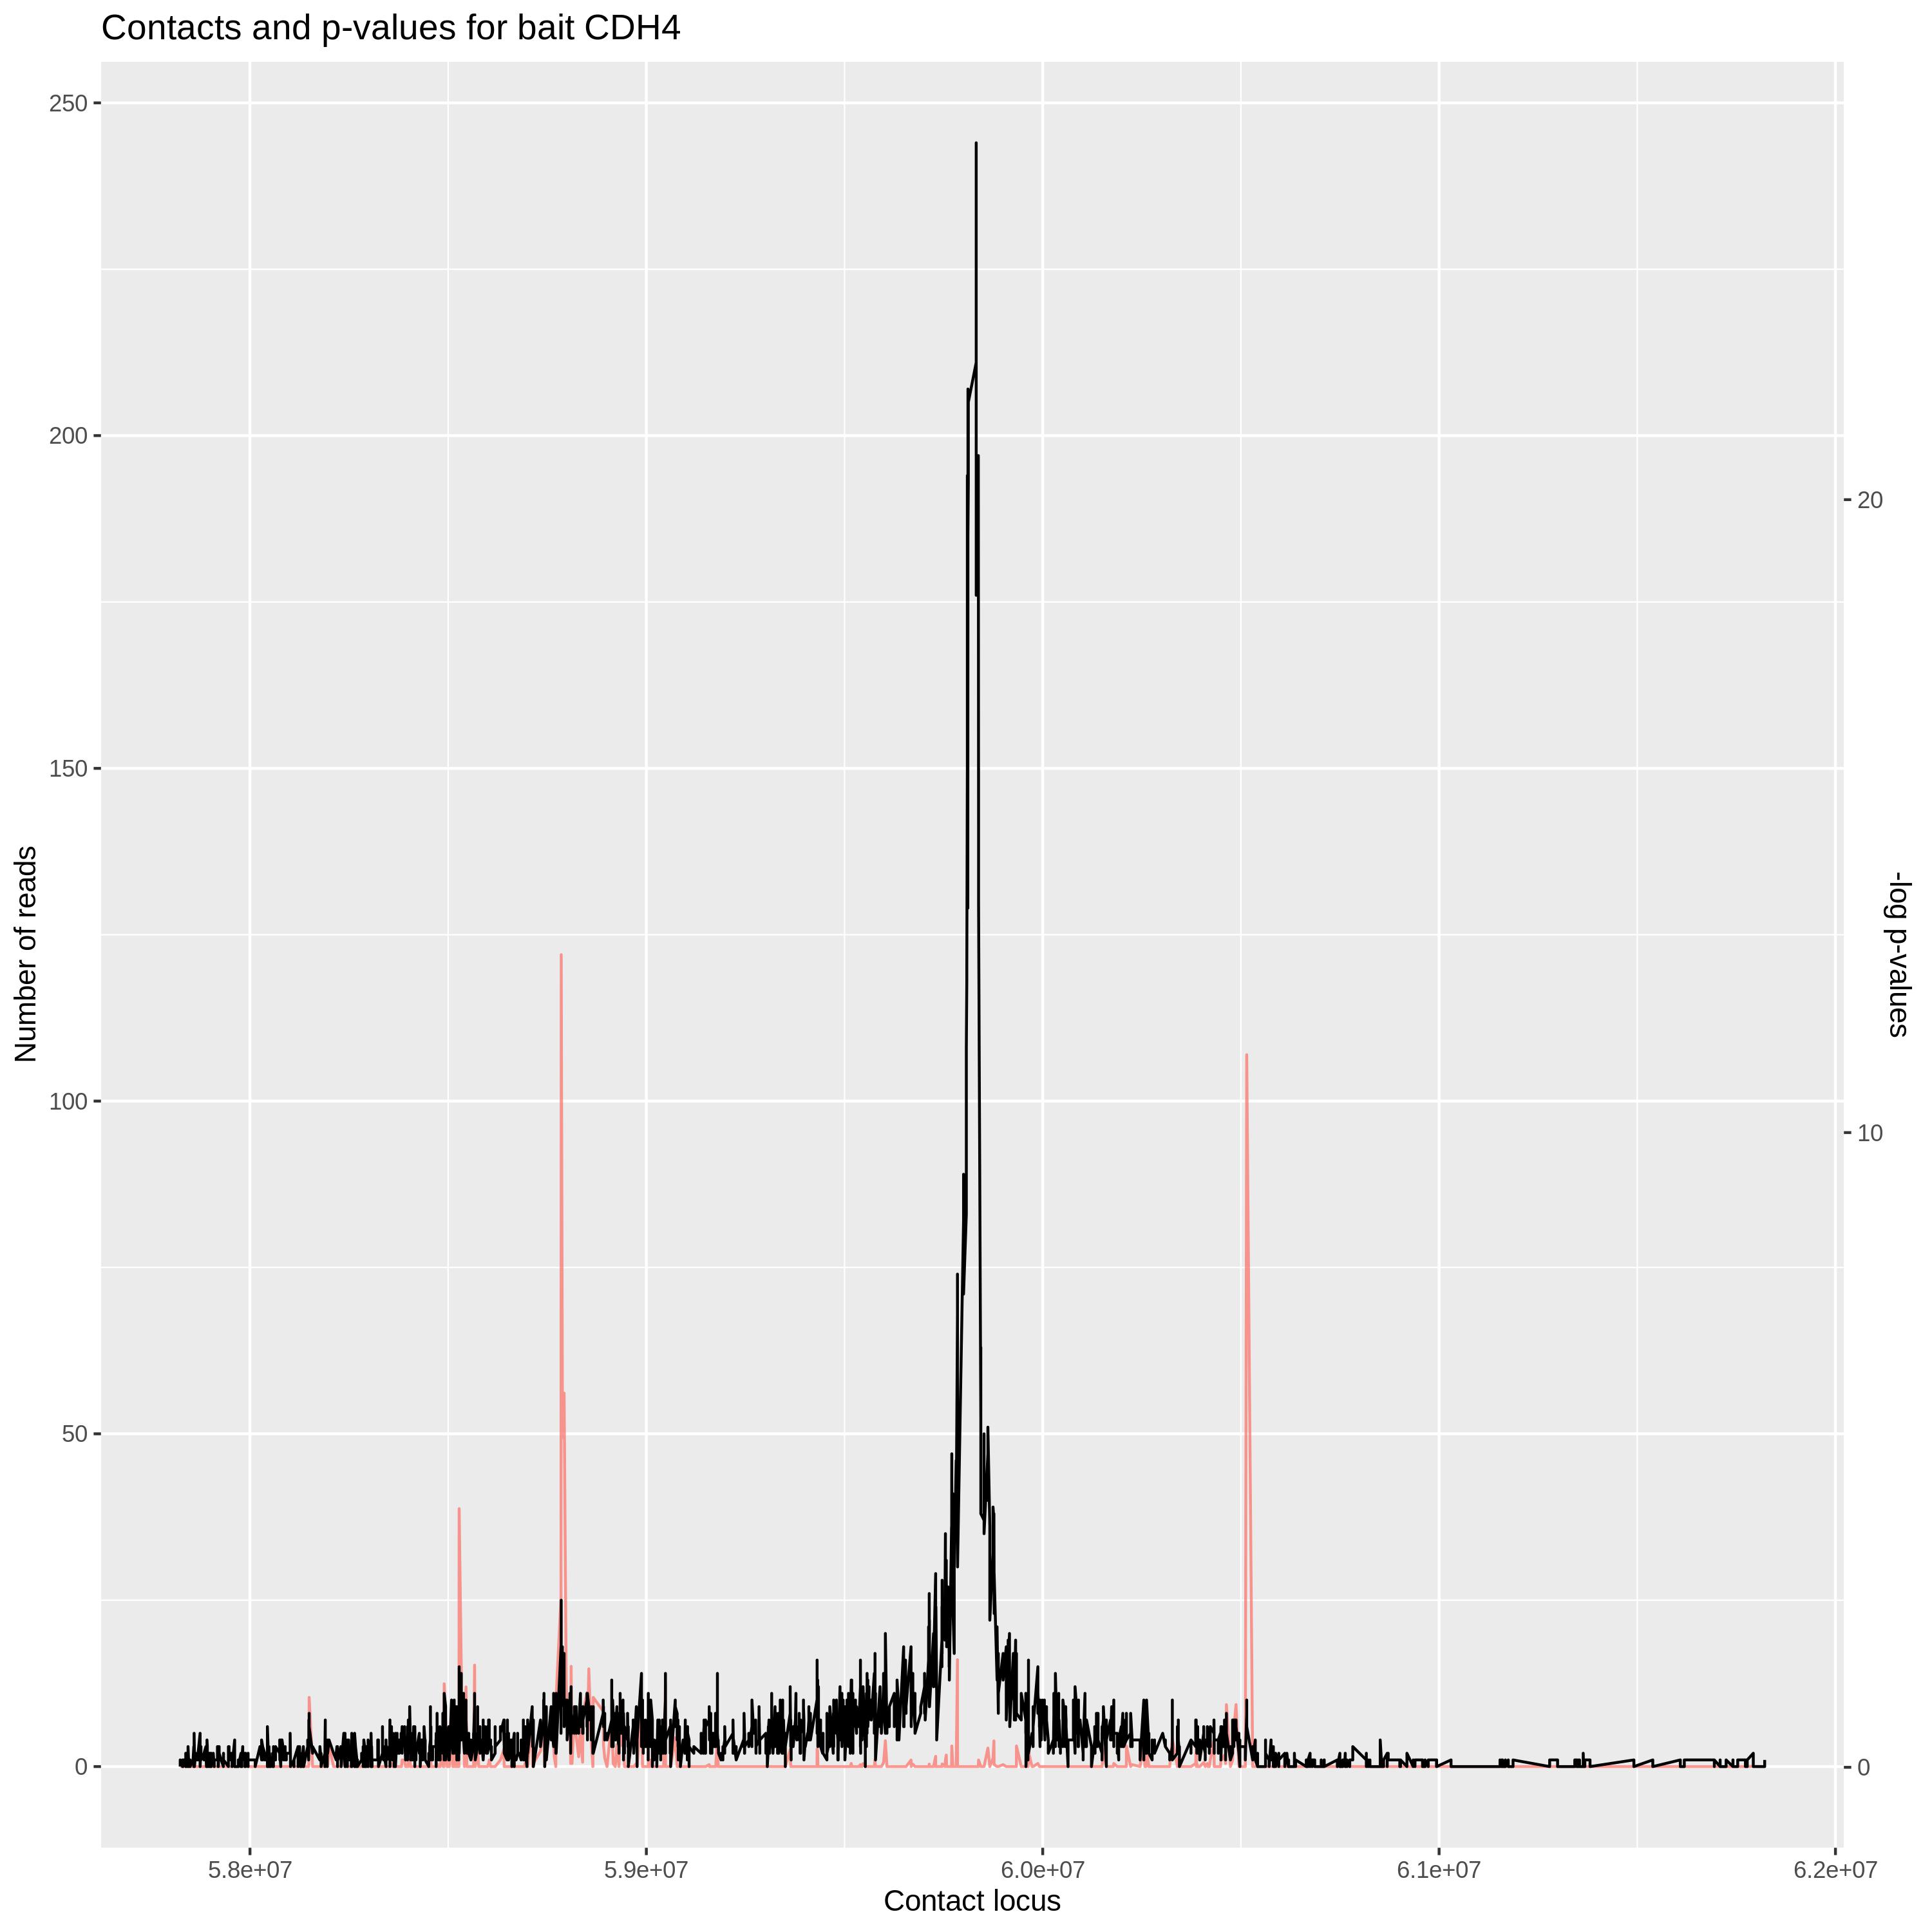 Contacts and p-values for bait CDH4
250
200
150
100
50
0
Number of reads
20
10
0
-log p-values
5.8e+07
5.9e+07
6.0e+07
6.1e+07
6.2e+07
Contact locus